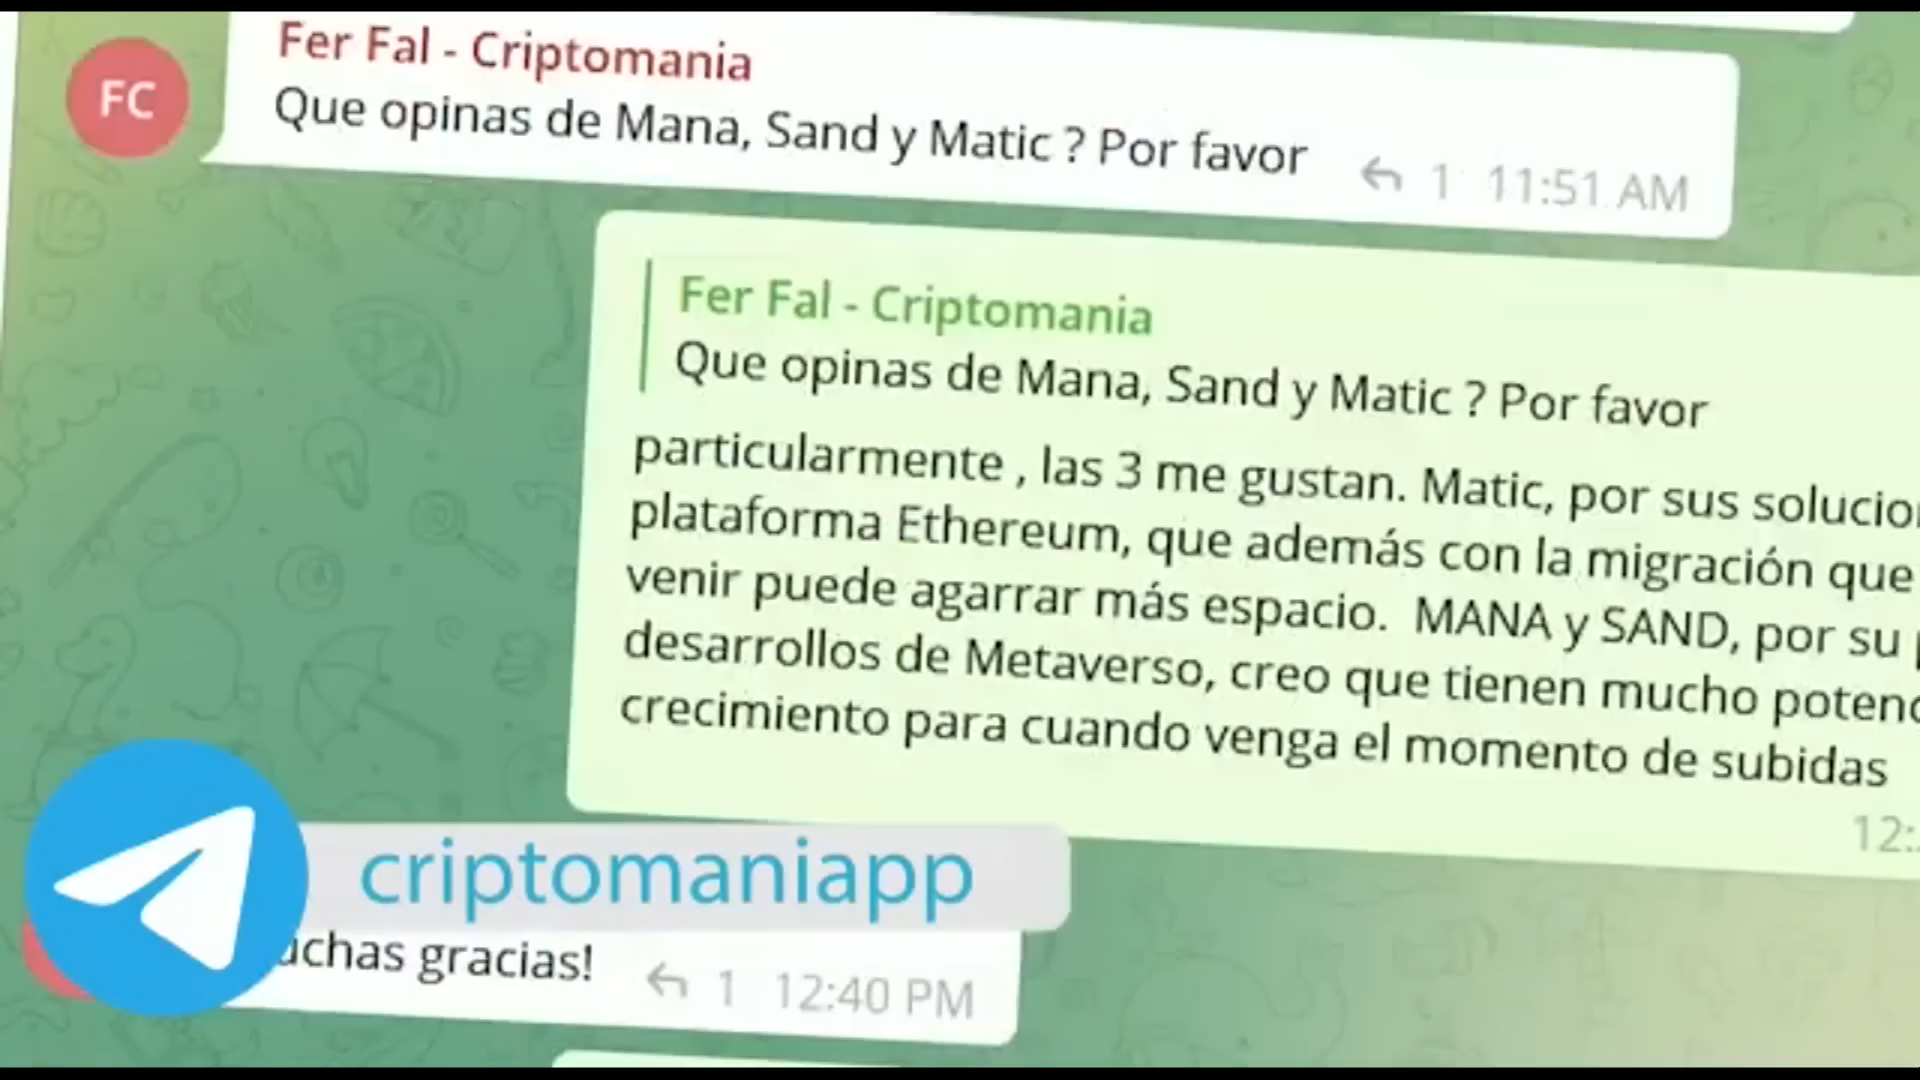 Fer Fal - Criptomania
FC
Que opinas de Mana, Sand y Matic ? Por favor
1 11:51 AM
Fer Fal - Criptomania
Que opinas de Mana, Sand y Matic ? Por favor
particularmente , las 3 me gustan. Matic, por sus solucio
plataforma Ethereum, que además con la migración que
venir puede agarrar más espacio. MANA y SAND, por su
desarrollos de Metaverso, creo que tienen mucho potenc
crecimiento para cuando venga el momento de subidas
12:
criptomaniapp
uchas gracias!
1 12:40 PM